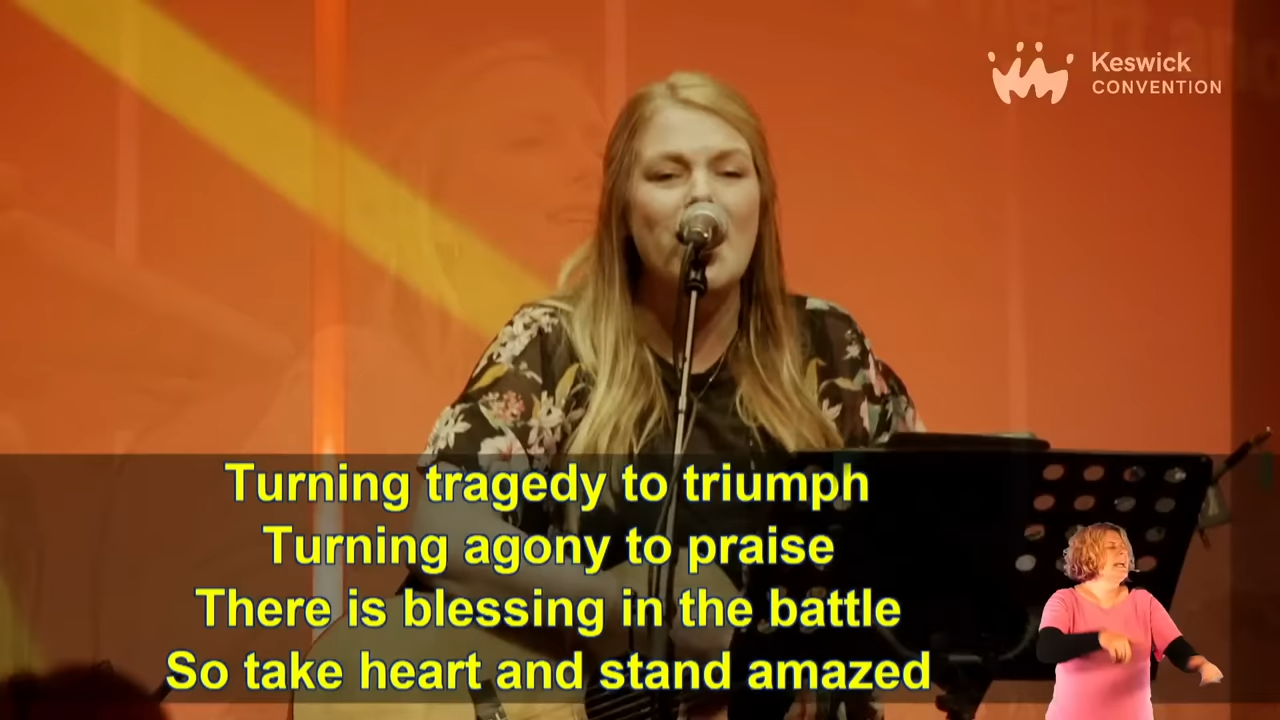 Keswick
CONVENTION
Turning tragedy to triumph
Turning agony to praise
There is blessing in the battle
So take heart and stand amazed